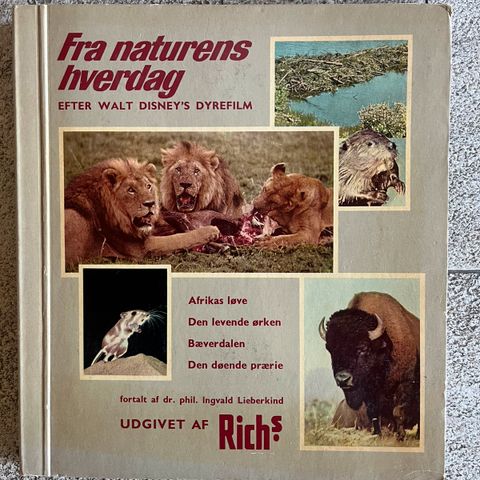 Fra naturens
hverdag
EFTER WALT DISNEY'S DYREFILM
Afrikas løve
Den levende ørken
Bæverdalen
Den døende prærie
fortalt af dr. phil. Ingvald Lieberkind
UDGIVET AF Richs.